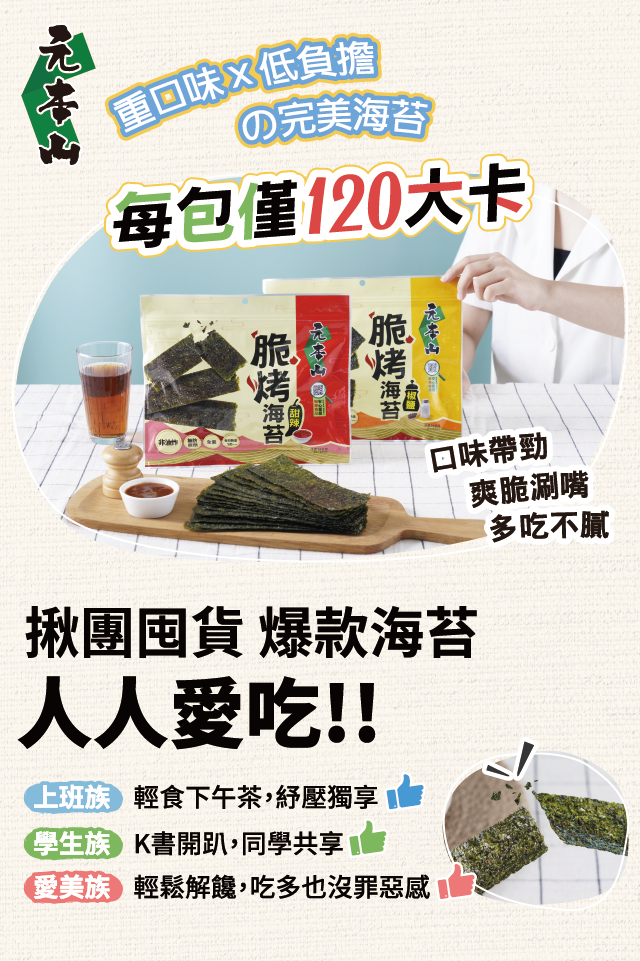 元本山
重口味×低負擔
の完美海苔
每包僅120大卡
元本山
脆烤海苔
甜辣
非油炸
全素
元本山
脆烤海苔
椒鹽
口味帶勁
爽脆涮嘴
多吃不膩
揪團囤貨 爆款海苔
人人愛吃!!
上班族 輕食下午茶,紓壓獨享
學生族 K書開趴,同學共享
愛美族 輕鬆解饞,吃多也沒罪惡感